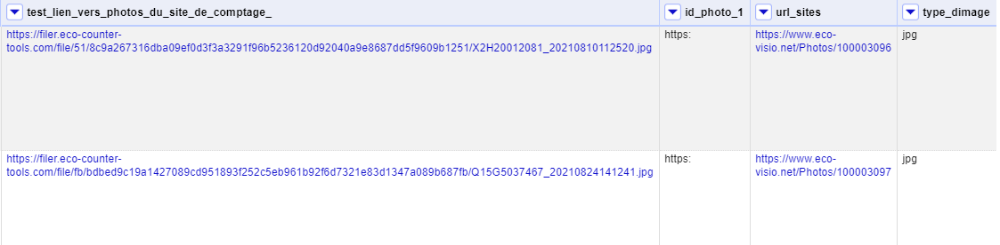 test_lien_vers_photos_du_site_de_comptage_ id_photo_1 url_sites type_dimage
https://filer.eco-counter- https: https://www.eco- jpg
tools.com/file/51/8c9a267316dba09ef0d3f3a3291f96b5236120d92040a9e8687dd5f9609b1251/X2H20012081_20210810112520.jpg visio.net/Photos/100003096
https://filer.eco-counter- https: https://www.eco- jpg
tools.com/file/fb/bdbed9c19a1427089cd951893f252c5eb961b92f6d7321e83d1347a089b687fb/Q15G5037467_20210824141241.jpg visio.net/Photos/100003097